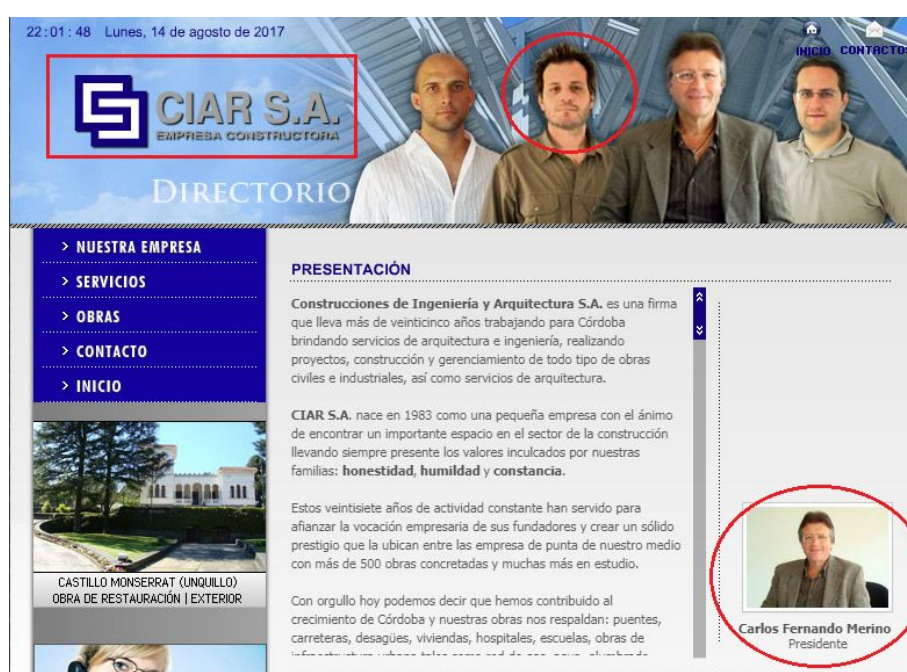 22:01:48 Lunes, 14 de agosto de 2017
INICIO CONTACTOS
CIAR S.A.
EMPRESA CONSTRUCTORA
DIRECTORIO
> NUESTRA EMPRESA
> SERVICIOS
> OBRAS
> CONTACTO
> INICIO
CASTILLO MONSERRAT (UNQUILLO)
OBRA DE RESTAURACIÓN | EXTERIOR
PRESENTACIÓN
Construcciones de Ingeniería y Arquitectura S.A. es una firma
que lleva más de veinticinco años trabajando para Córdoba
brindando servicios de arquitectura e ingeniería, realizando
proyectos, construcción y gerenciamiento de todo tipo de obras
civiles e industriales, así como servicios de arquitectura.
CIAR S.A. nace en 1983 como una pequeña empresa con el ánimo
de encontrar un importante espacio en el sector de la construcción
llevando siempre presente los valores inculcados por nuestras
familias: honestidad, humildad y constancia.
Estos veintisiete años de actividad constante han servido para
afianzar la vocación empresaria de sus fundadores y crear un sólido
prestigio que la ubican entre las empresa de punta de nuestro medio
con más de 500 obras concretadas y muchas más en estudio.
Con orgullo hoy podemos decir que hemos contribuido al
crecimiento de Córdoba y nuestras obras nos respaldan: puentes,
carreteras, desagües, viviendas, hospitales, escuelas, obras de
Carlos Fernando Merino
Presidente